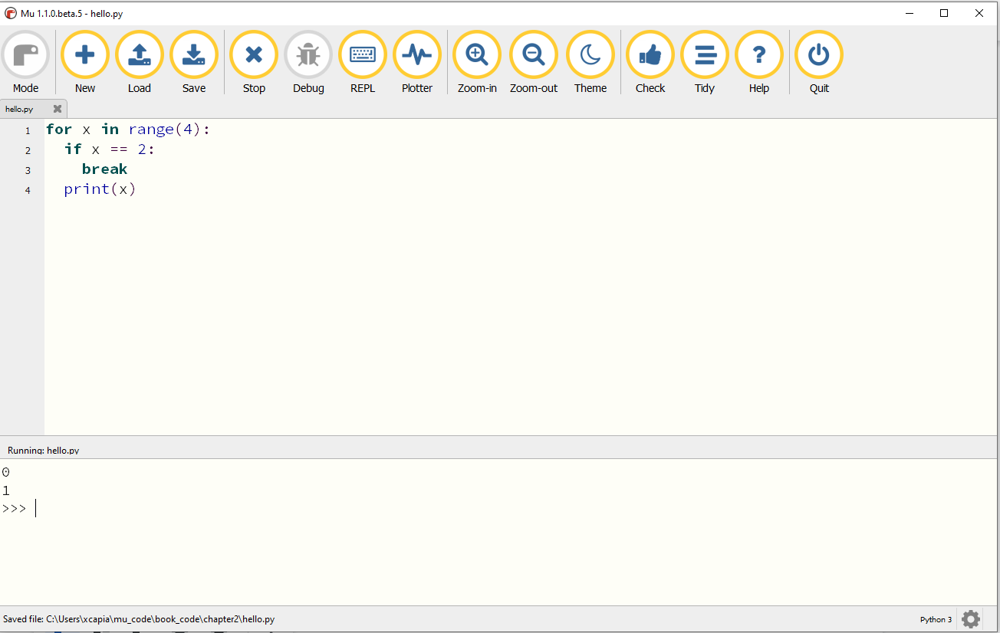 Mu 1.1.0.beta.5 - hello.py
Mode New Load Save Stop Debug REPL Plotter Zoom-in Zoom-out Theme Check Tidy Help Quit
hello.py
1 for x in range(4):
2   if x == 2:
3     break
4   print(x)
Running: hello.py
0
1
>>>
Saved file: C:\Users\xcapia\mu_code\book_code\chapter2\hello.py Python 3